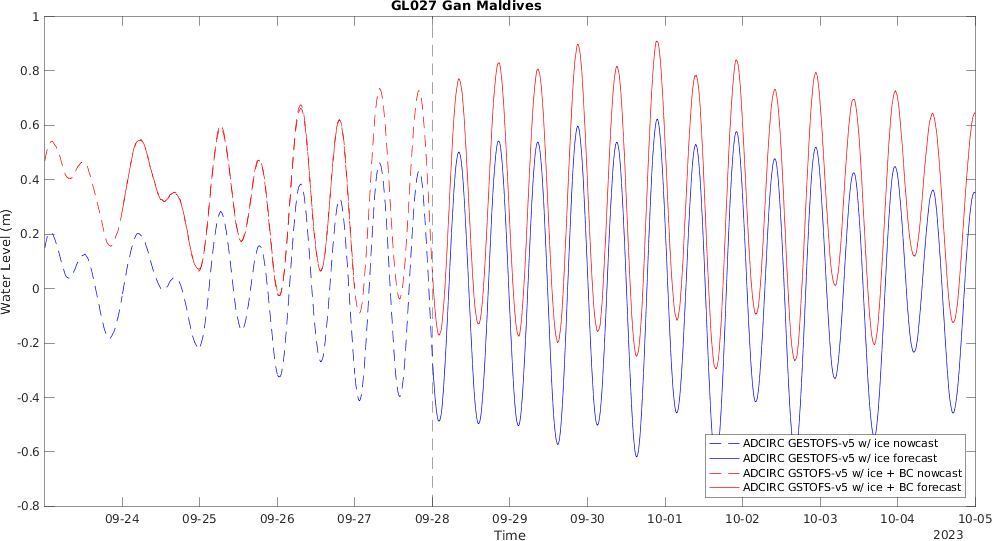 GL027 Gan Maldives
1
0.8
0.6
0.4
0.2
0
-0.2
-0.4
-0.6
-0.8
Water Level (m)
ADCIRC GESTOFS-v5 w/ ice nowcast
ADCIRC GESTOFS-v5 w/ ice forecast
ADCIRC GSTOFS-v5 w/ ice + BC nowcast
ADCIRC GSTOFS-v5 w/ ice + BC forecast
09-24 09-25 09-26 09-27 09-28 09-29 09-30 10-01 10-02 10-03 10-04 10-05
Time
2023